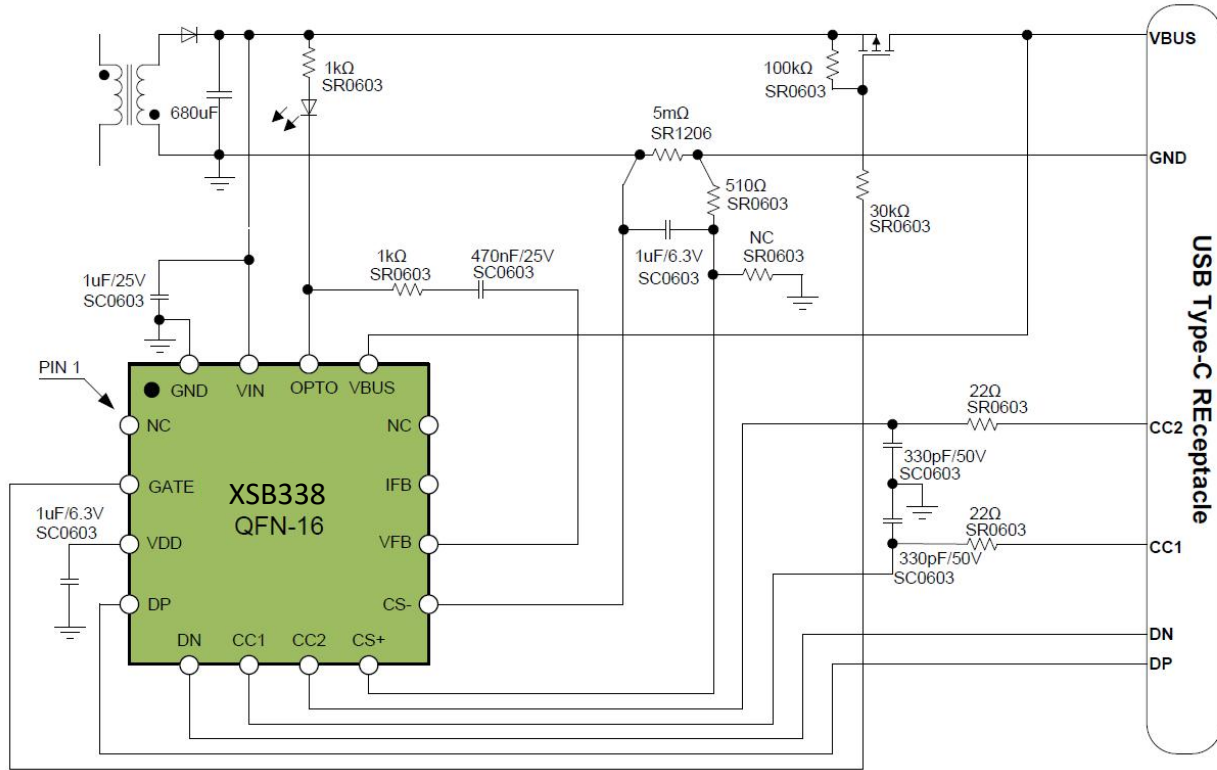 VBUS
1kΩ
SR0603
100kΩ
SR0603
680uF
5mΩ
SR1206
GND
510Ω
SR0603
30kΩ
SR0603
NC
SR0603
1uF/6.3V
SC0603
1kΩ
SR0603
470nF/25V
SC0603
1uF/25V
SC0603
USB Type-C REceptacle
PIN 1
GND
VIN
OPTO
VBUS
NC
NC
GATE
IFB
XSB338
QFN-16
1uF/6.3V
SC0603
VDD
VFB
DP
CS-
DN
CC1
CC2
CS+
22Ω
SR0603
CC2
330pF/50V
SC0603
22Ω
SR0603
CC1
330pF/50V
SC0603
DN
DP